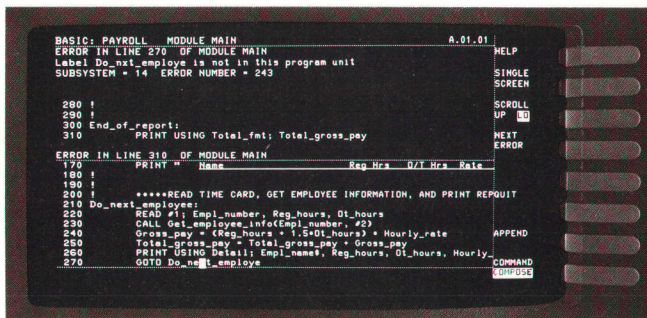 BASIC: PAYROLL MODULE MAIN A.01.01
ERROR IN LINE 270 OF MODULE MAIN HELP
Label Do_nxt_employe is not in this program unit
SUBSYSTEM = 14 ERROR NUMBER = 243 SINGLE
SCREEN
280 ! SCROLL
290 ! UP LO
300 End_of_report:
310 PRINT USING Total_fmt; Total_gross_pay NEXT
ERROR
ERROR IN LINE 310 OF MODULE MAIN
170 PRINT " Name Reg Hrs O/T Hrs Rate
180 !
190 !
200 ! *****READ TIME CARD, GET EMPLOYEE INFORMATION, AND PRINT REPQUIT
210 Do_next_employee:
220 READ #1; Empl_number, Reg_hours, Ot_hours
230 CALL Get_employee_info(Empl_number, #2)
240 Gross_pay = (Reg_hours + 1.5*Ot_hours) * Hourly_rate APPEND
250 Total_gross_pay = Total_gross_pay + Gross_pay
260 PRINT USING Detail; Empl_name$, Reg_hours, Ot_hours, Hourly_
270 GOTO Do_ne t_employe COMMAND
COMPOSE